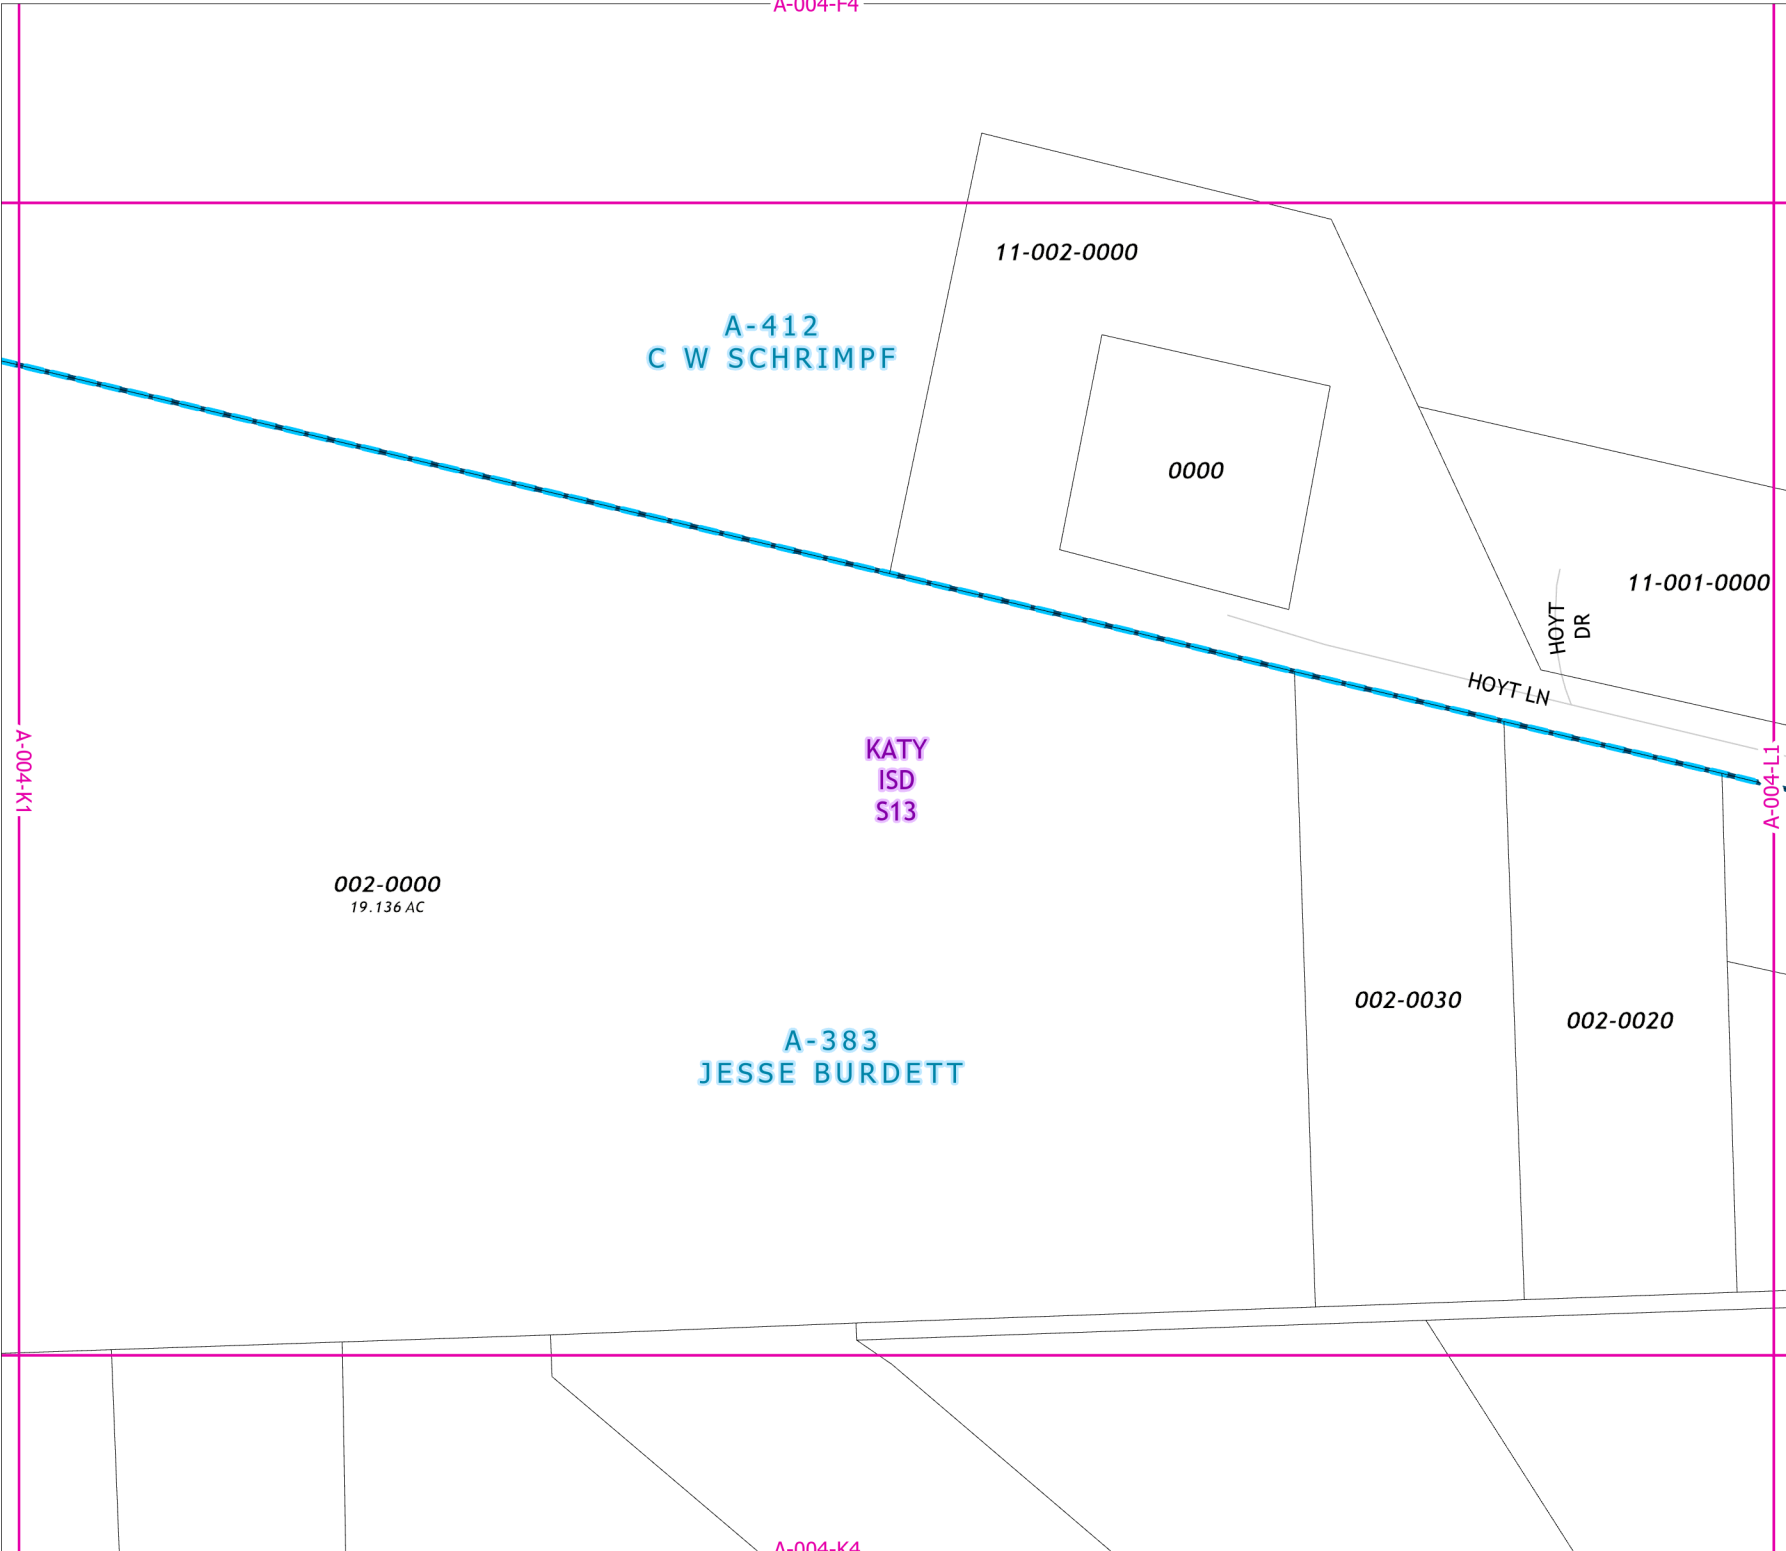 A-004-F4
11-002-0000
A-412
C W SCHRIMPF
0000
11-001-0000
HOYT
DR
HOYT LN
KATY
ISD
S13
A-004-K1
A-004-L1
002-0000
19.136 AC
002-0030
002-0020
A-383
JESSE BURDETT
A-004-K4